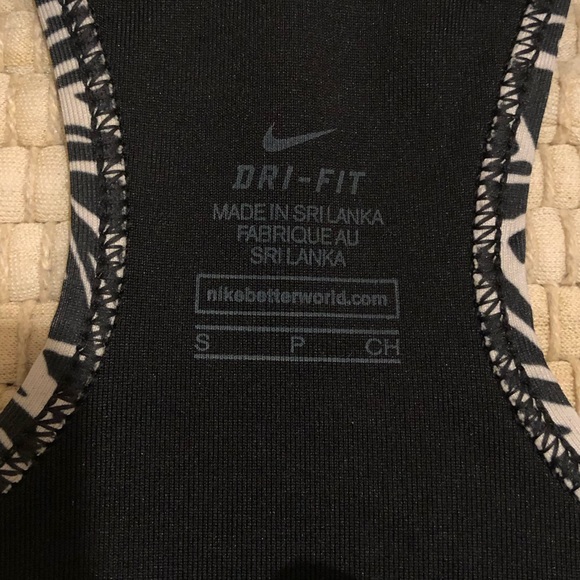 DRI-FIT
MADE IN SRI LANKA
FABRIQUE AU
SRI LANKA
nikebetterworld.com
S P CH